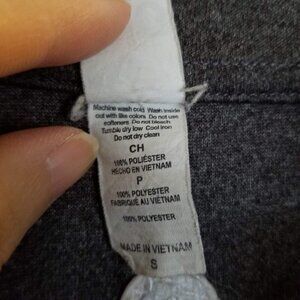 Machine wash cold. Wash inside
out with like colors. Do not use
softeners. Do not bleach.
Tumble dry low. Cool iron
Do not dry clean
CH
100% POLIÉSTER
HECHO EN VIETNAM
P
100% POLYESTER
FABRIQUÉ AU VIETNAM
100% POLYESTER
MADE IN VIETNAM
S